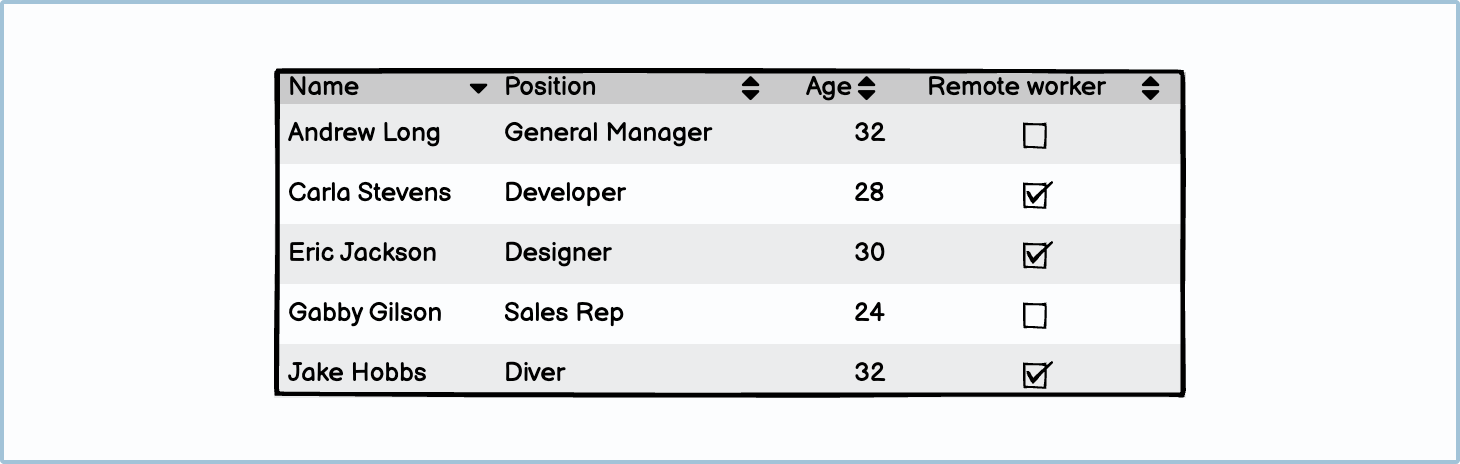 Name Position Age Remote worker
Andrew Long General Manager 32
Carla Stevens Developer 28
Eric Jackson Designer 30
Gabby Gilson Sales Rep 24
Jake Hobbs Diver 32